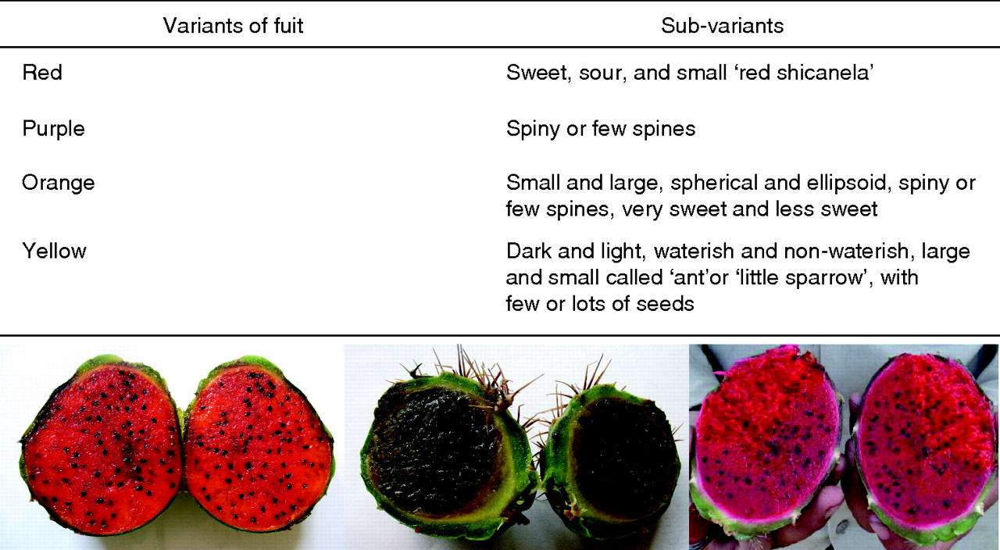 Variants of fuit Sub-variants
Red Sweet, sour, and small ‘red shicanela’
Purple Spiny or few spines
Orange Small and large, spherical and ellipsoid, spiny or
few spines, very sweet and less sweet
Yellow Dark and light, waterish and non-waterish, large
and small called ‘ant’or ‘little sparrow’, with
few or lots of seeds